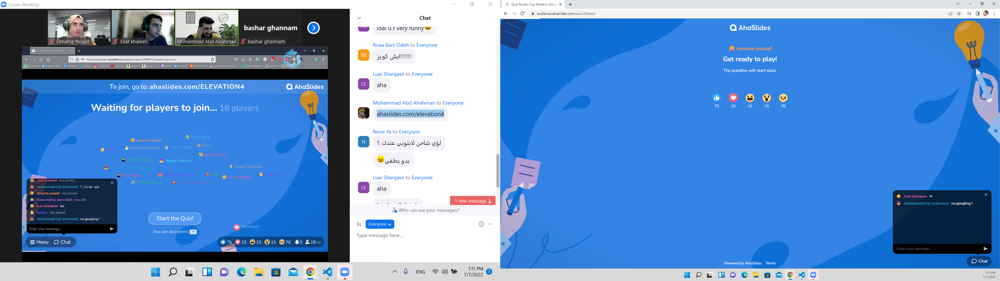 Zoom Meeting
Omama Yousef
Ezat khaleeli
Mohammad Abd Alrahman
bashar ghannam
bashar ghannam
Quiz Review 0 - AhaSlides
https://presenter.ahaslides.com/presentation/2898919?presenting=true
WhatsApp
Telegram Web
Facebook
Twitter
Instagram
YouTube
Amazon
Amazon.de
Twitch
LinkedIn
SoundCloud
linkedin skill assessme...
Python Mastery
Elevation
To join, go to: ahaslides.com/ELEVATION4
AhaSlides
Waiting for players to join... 18 players
Oday Sabe
omama yousef
Awnar Ghannam
Zahra'a Aqel
Suha
bashar
ezat khaleeli
Tamara Daghlis
Afnan Dweikat
Tarteel Talahma
Anus Attar
luai sharqawi
ezat khaleeli has joined
mohammad haj-mahmoud عليه علامات ؟
omama yousef has joined
Roaa mohye bani odeh has left
luai sharqawi اها
bashar has joined
mohammad haj-mahmoud no googling !
Enter your message...
Start the Quiz!
You can also press
Ezat Khaleeli
Menu
Chat
75
23
15
15
70
0
19/25
Chat
loai u r very funny
Roaa Bani Odeh to Everyone
RB
ايش كويز!!!!!!!
Luai Sharqawi to Everyone
LS
aha
Mohammad Abd Alrahman to Everyone
ahaslides.com/elevation4
Noor-fa to Everyone
N
لؤي شاحن لابتوبي عندك ؟
بدو يطفي
Luai Sharqawi to Everyone
LS
aha
1 new message
Who can see your messages?
To: Everyone
Type message here...
ENG
1:11 PM
7/7/2022
1
Quiz Review 0 by Elevation Educa
audience.ahaslides.com/aw2r3lwkue
AhaSlides
omama yousef
Get ready to play!
The question will start soon.
75
23
15
15
70
luai sharqawi اها
mohammad haj-mahmoud no googling !
Enter your message...
Chat
Powered by AhaSlides Terms
1:11 PM
7/7/2022